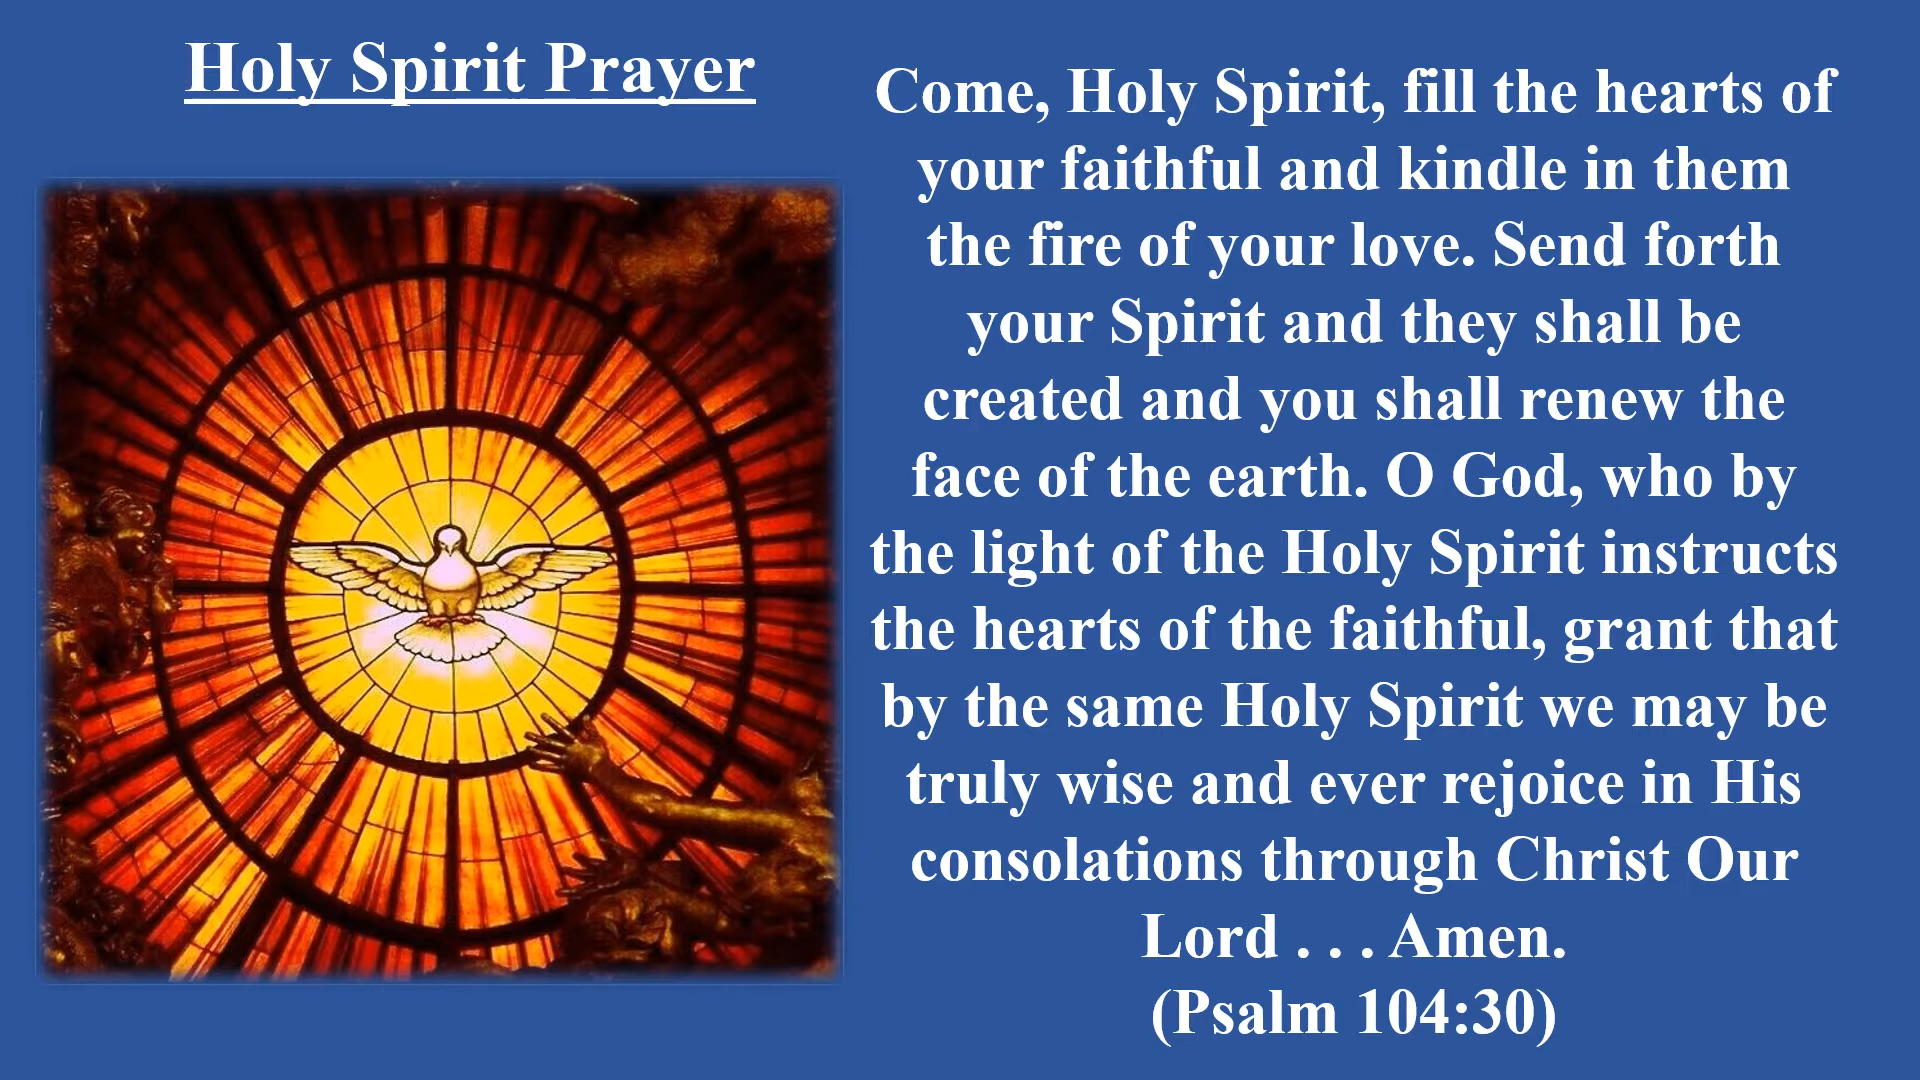 Holy Spirit Prayer
Come, Holy Spirit, fill the hearts of
your faithful and kindle in them
the fire of your love. Send forth
your Spirit and they shall be
created and you shall renew the
face of the earth. O God, who by
the light of the Holy Spirit instructs
the hearts of the faithful, grant that
by the same Holy Spirit we may be
truly wise and ever rejoice in His
consolations through Christ Our
Lord . . . Amen.
(Psalm 104:30)